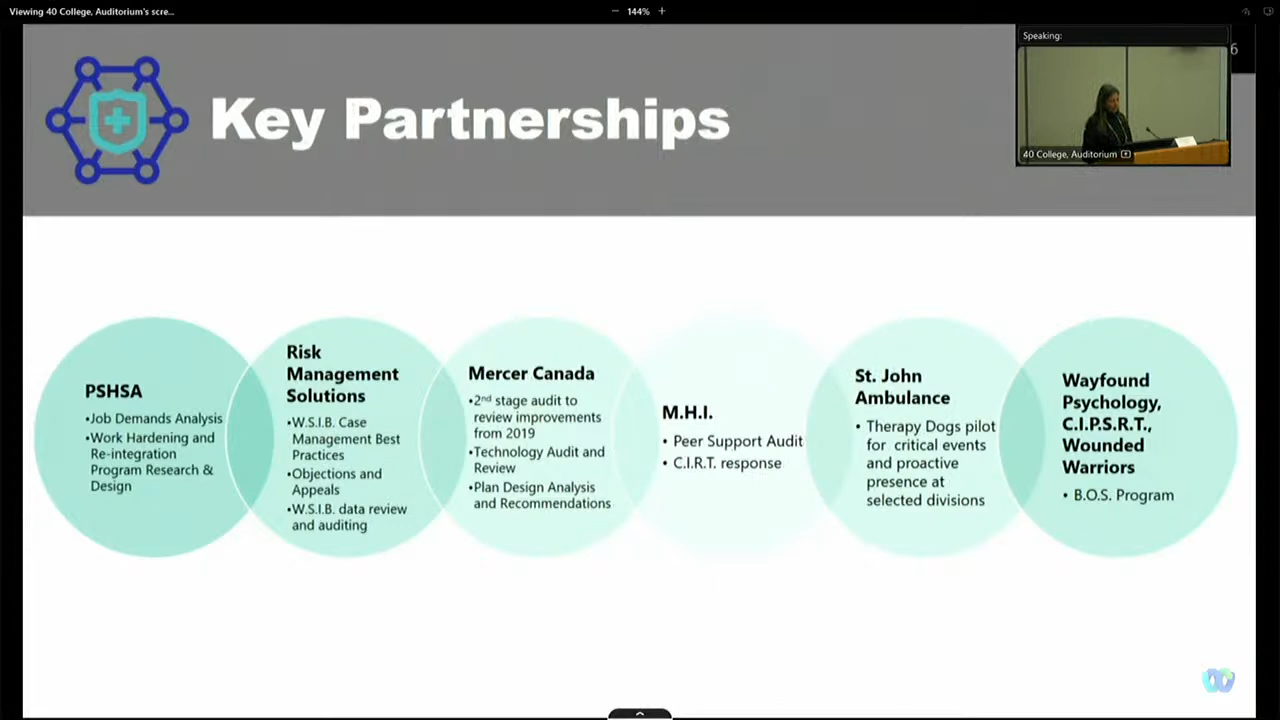 Viewing 40 College, Auditorium's scre...
− 144% +
Speaking:
6
40 College, Auditorium
Key Partnerships
PSHSA
•Job Demands Analysis
•Work Hardening and
Re-integration
Program Research &
Design
Risk
Management
Solutions
•W.S.I.B. Case
Management Best
Practices
•Objections and
Appeals
•W.S.I.B. data review
and auditing
Mercer Canada
•2nd stage audit to
review improvements
from 2019
•Technology Audit and
Review
•Plan Design Analysis
and Recommendations
M.H.I.
• Peer Support Audit
• C.I.R.T. response
St. John
Ambulance
• Therapy Dogs pilot
for critical events
and proactive
presence at
selected divisions
Wayfound
Psychology,
C.I.P.S.R.T.,
Wounded
Warriors
• B.O.S. Program